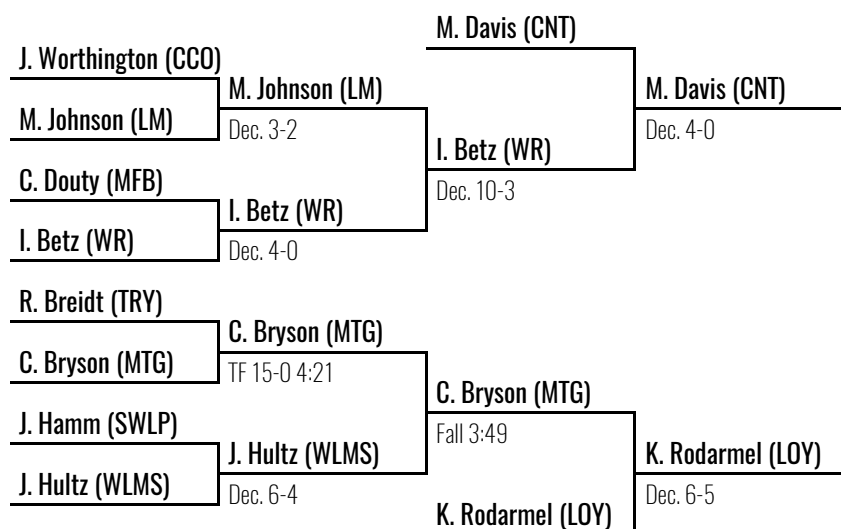 J. Worthington (CCO)
M. Johnson (LM)
C. Douty (MFB)
I. Betz (WR)
R. Breidt (TRY)
C. Bryson (MTG)
J. Hamm (SWLP)
J. Hultz (WLMS)
M. Johnson (LM)
Dec. 3-2
I. Betz (WR)
Dec. 4-0
C. Bryson (MTG)
TF 15-0 4:21
J. Hultz (WLMS)
Dec. 6-4
M. Davis (CNT)
I. Betz (WR)
Dec. 10-3
C. Bryson (MTG)
Fall 3:49
K. Rodarmel (LOY)
M. Davis (CNT)
Dec. 4-0
K. Rodarmel (LOY)
Dec. 6-5